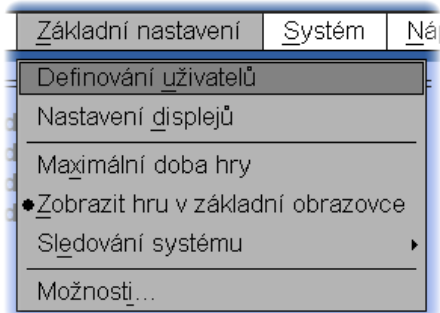 Základní nastavení Systém
Definování uživatelů
Nastavení displejů
Maximální doba hry
Zobrazit hru v základní obrazovce
Sledování systému
Možnosti...